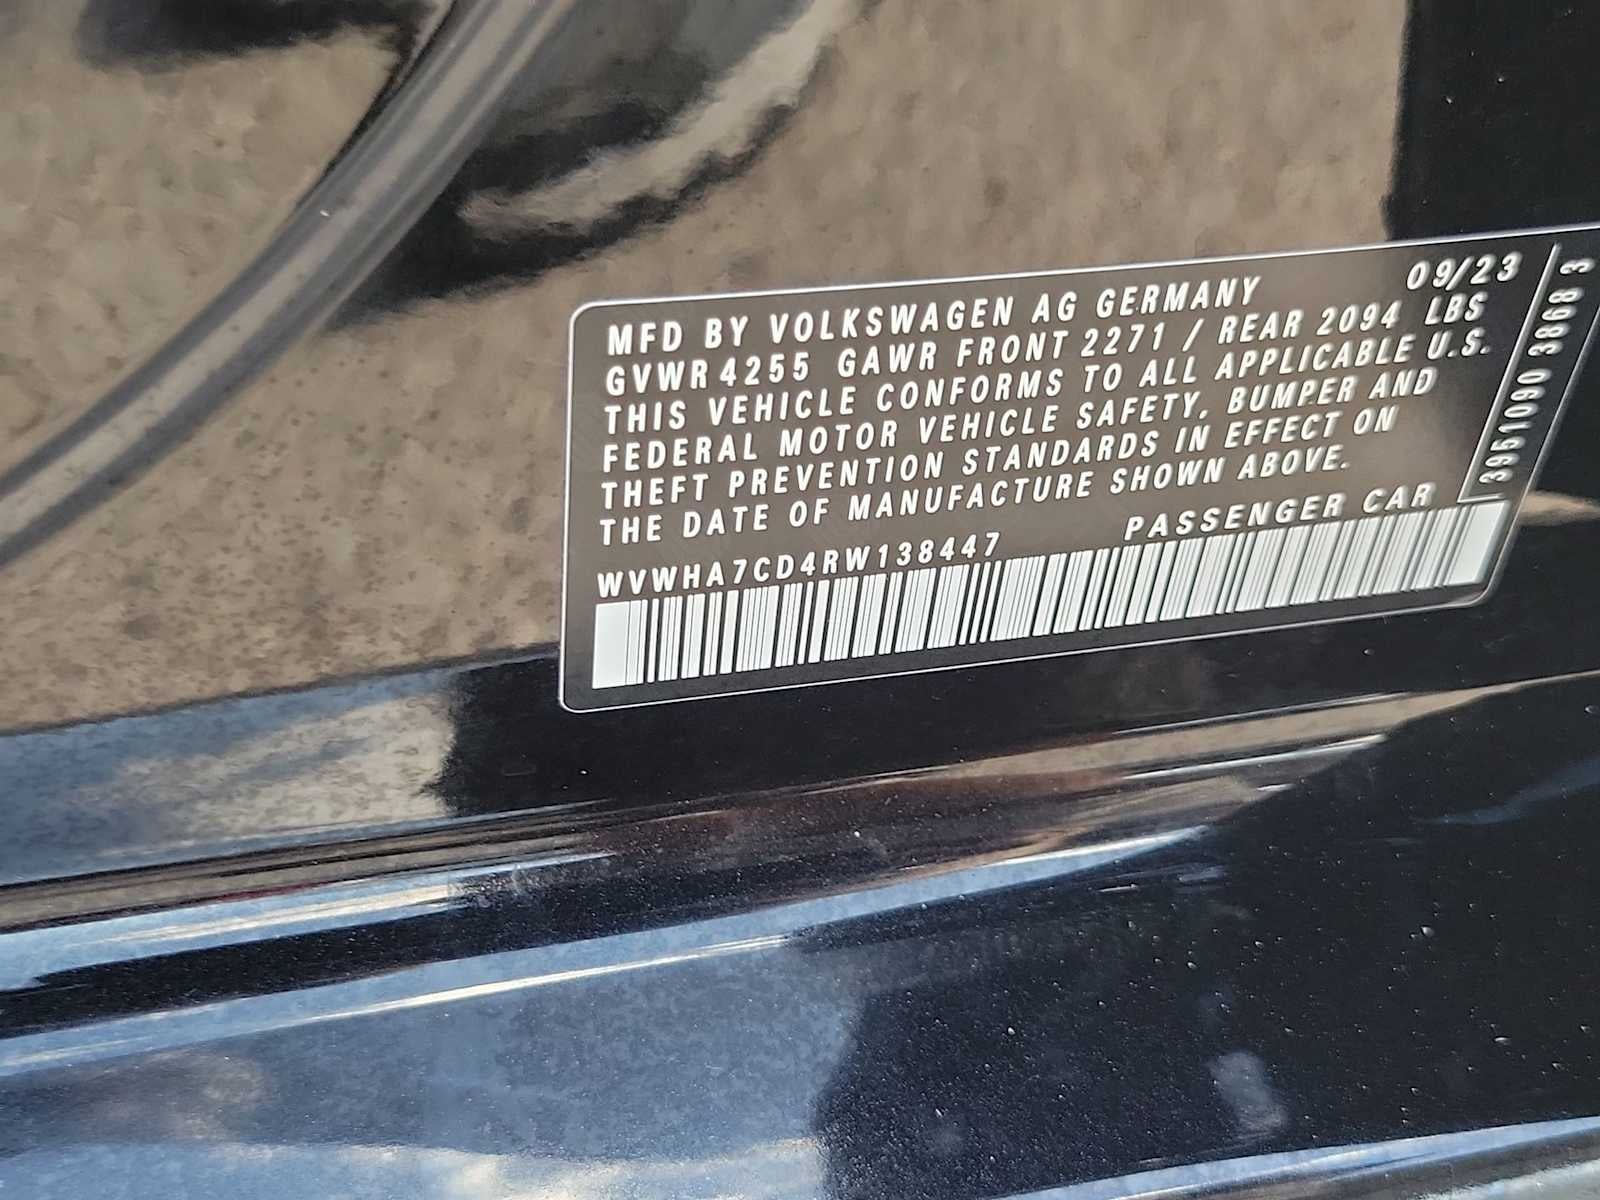 MFD BY VOLKSWAGEN AG GERMANY 09/23
GVWR 4255 GAWR FRONT 2271 / REAR 2094 LBS
THIS VEHICLE CONFORMS TO ALL APPLICABLE U.S.
FEDERAL MOTOR VEHICLE SAFETY, BUMPER AND
THEFT PREVENTION STANDARDS IN EFFECT ON
THE DATE OF MANUFACTURE SHOWN ABOVE.
WVWHA7CD4RW138447 PASSENGER CAR
3951090 3868 3